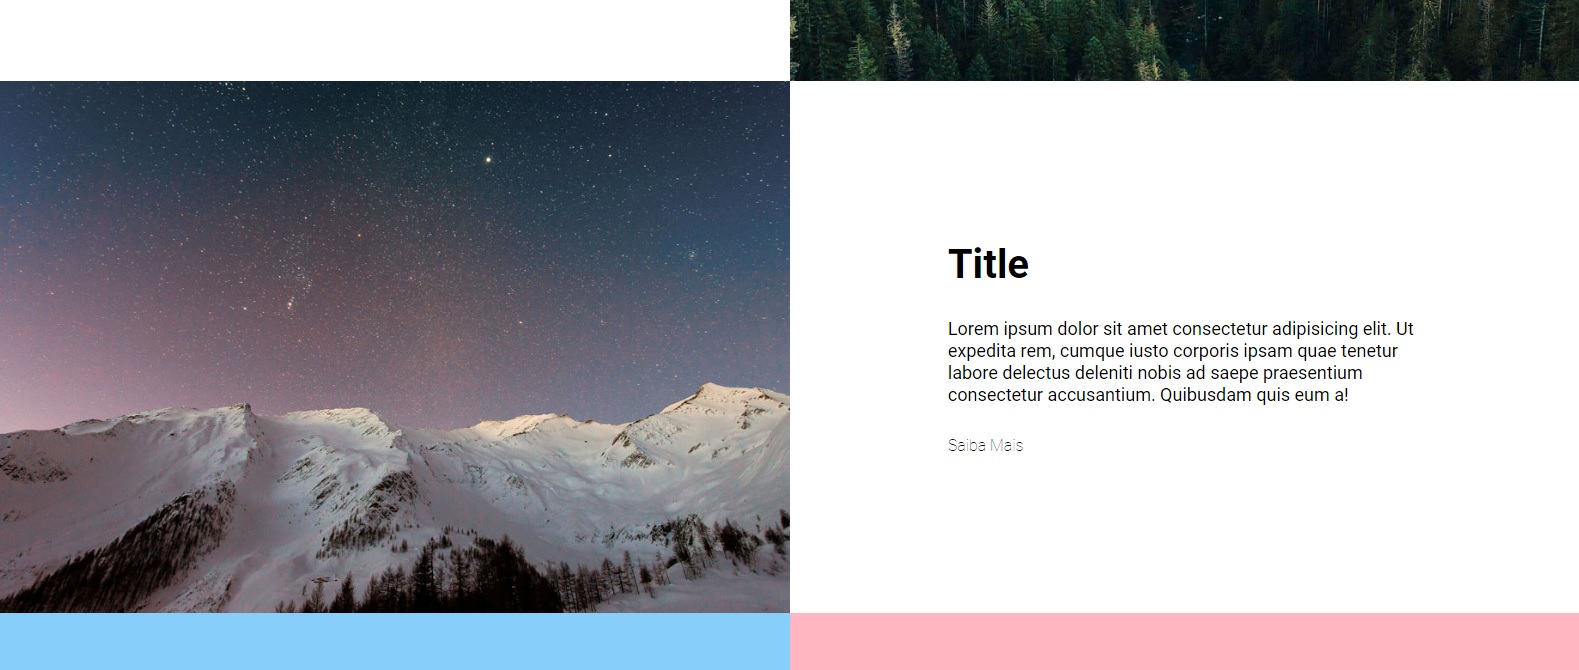 Title
Lorem ipsum dolor sit amet consectetur adipisicing elit. Ut
expedita rem, cumque iusto corporis ipsam quae tenetur
labore delectus deleniti nobis ad saepe praesentium
consectetur accusantium. Quibusdam quis eum a!
Saiba Mais